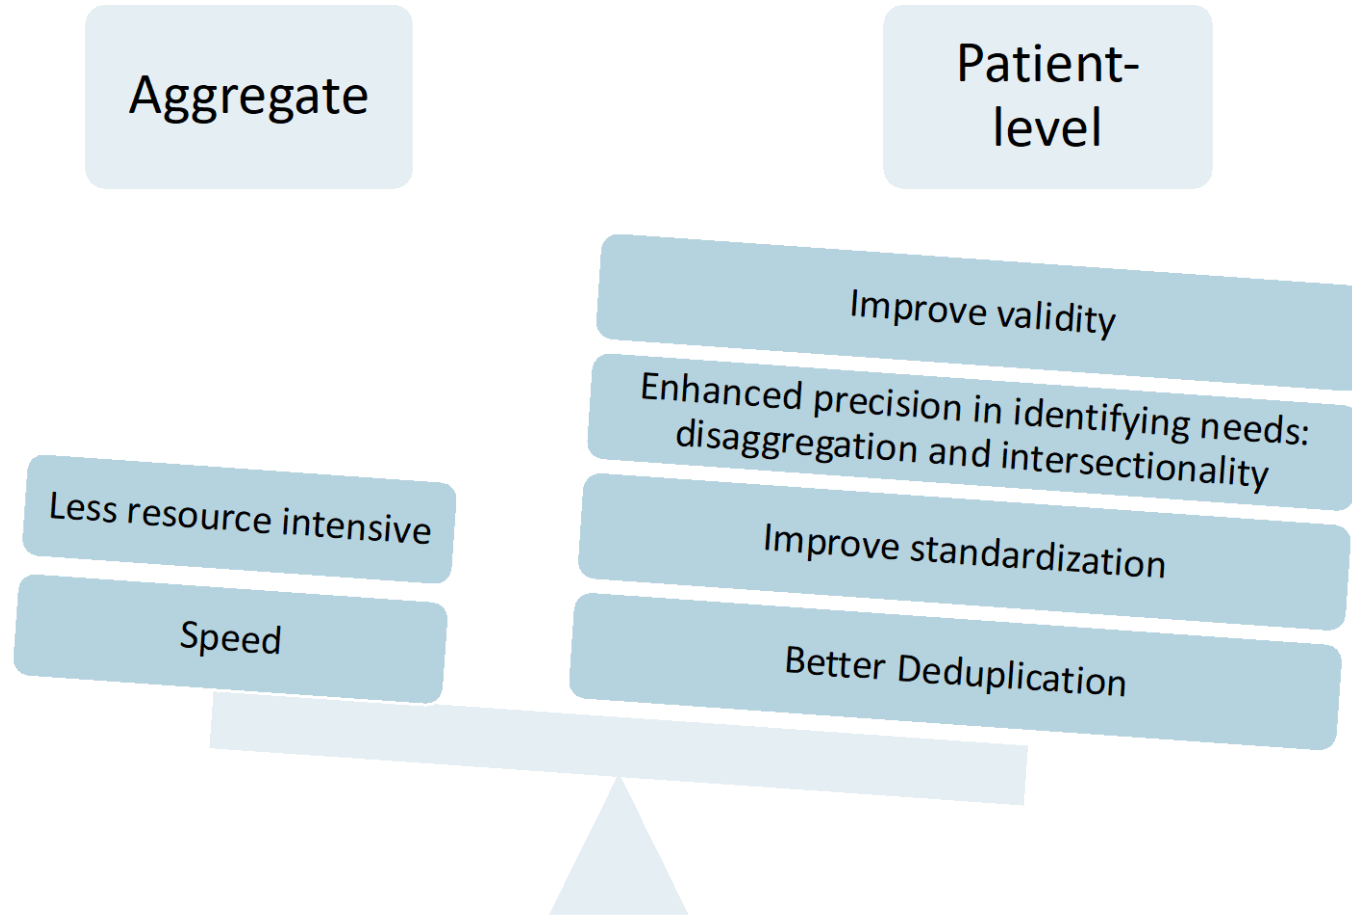 Aggregate
Patient-
level
Improve validity
Enhanced precision in identifying needs:
disaggregation and intersectionality
Less resource intensive
Improve standardization
Speed
Better Deduplication